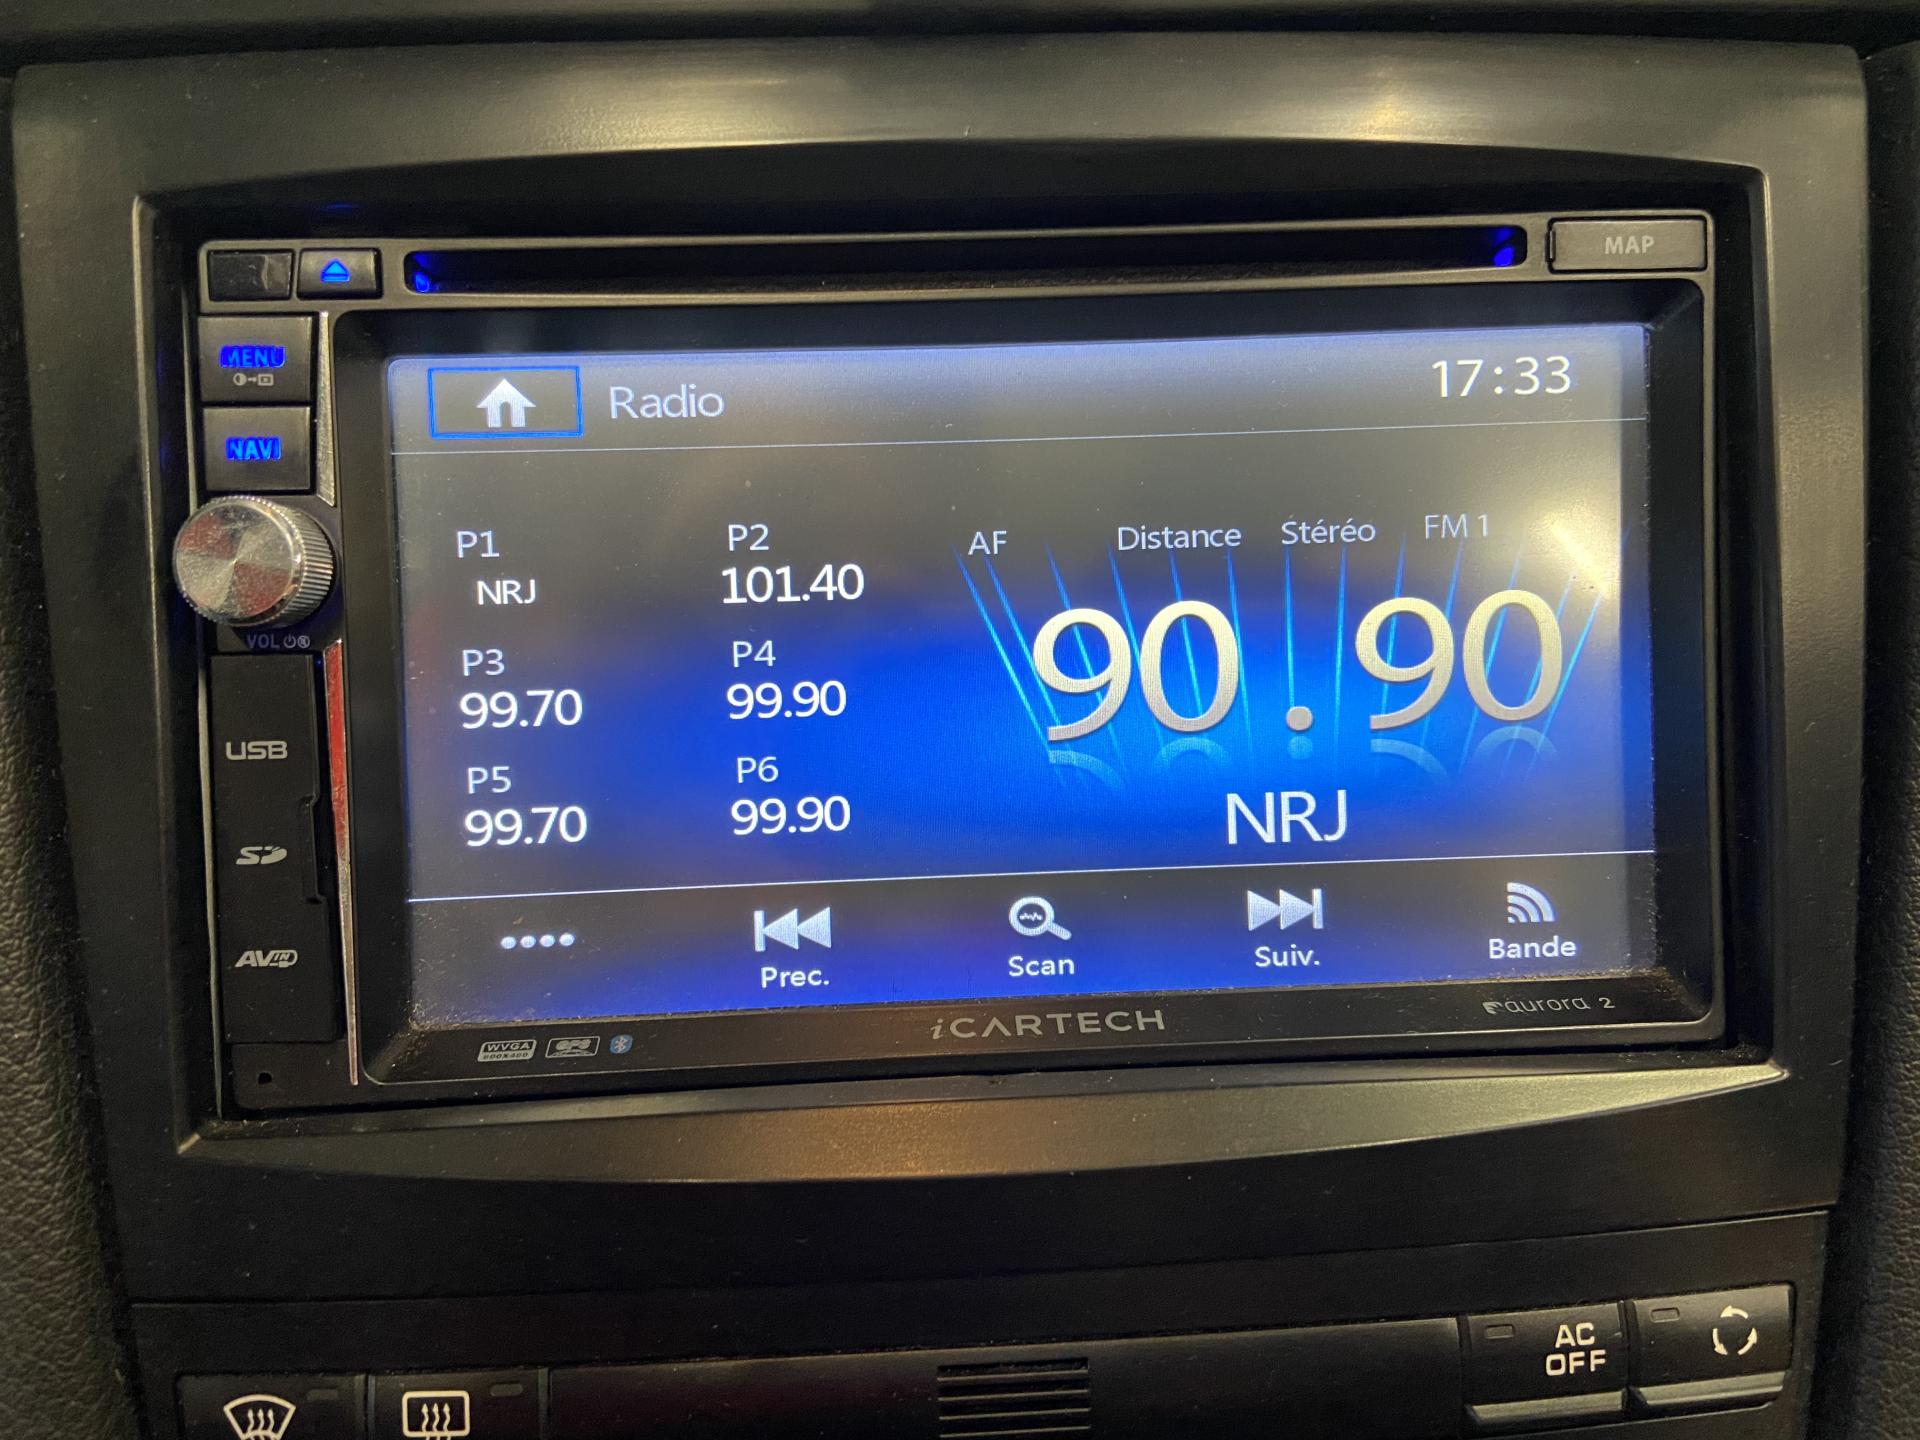 MAP
MENU
NAVI
VOL
USB
SD
AV IN
Radio
17:33
P1
NRJ
P2
101.40
P3
99.70
P4
99.90
P5
99.70
P6
99.90
AF Distance Stéréo FM 1
90.90
NRJ
Prec.
Scan
Suiv.
Bande
iCARTECH
aurora 2
WVGA
800X480
GPS
AC
OFF